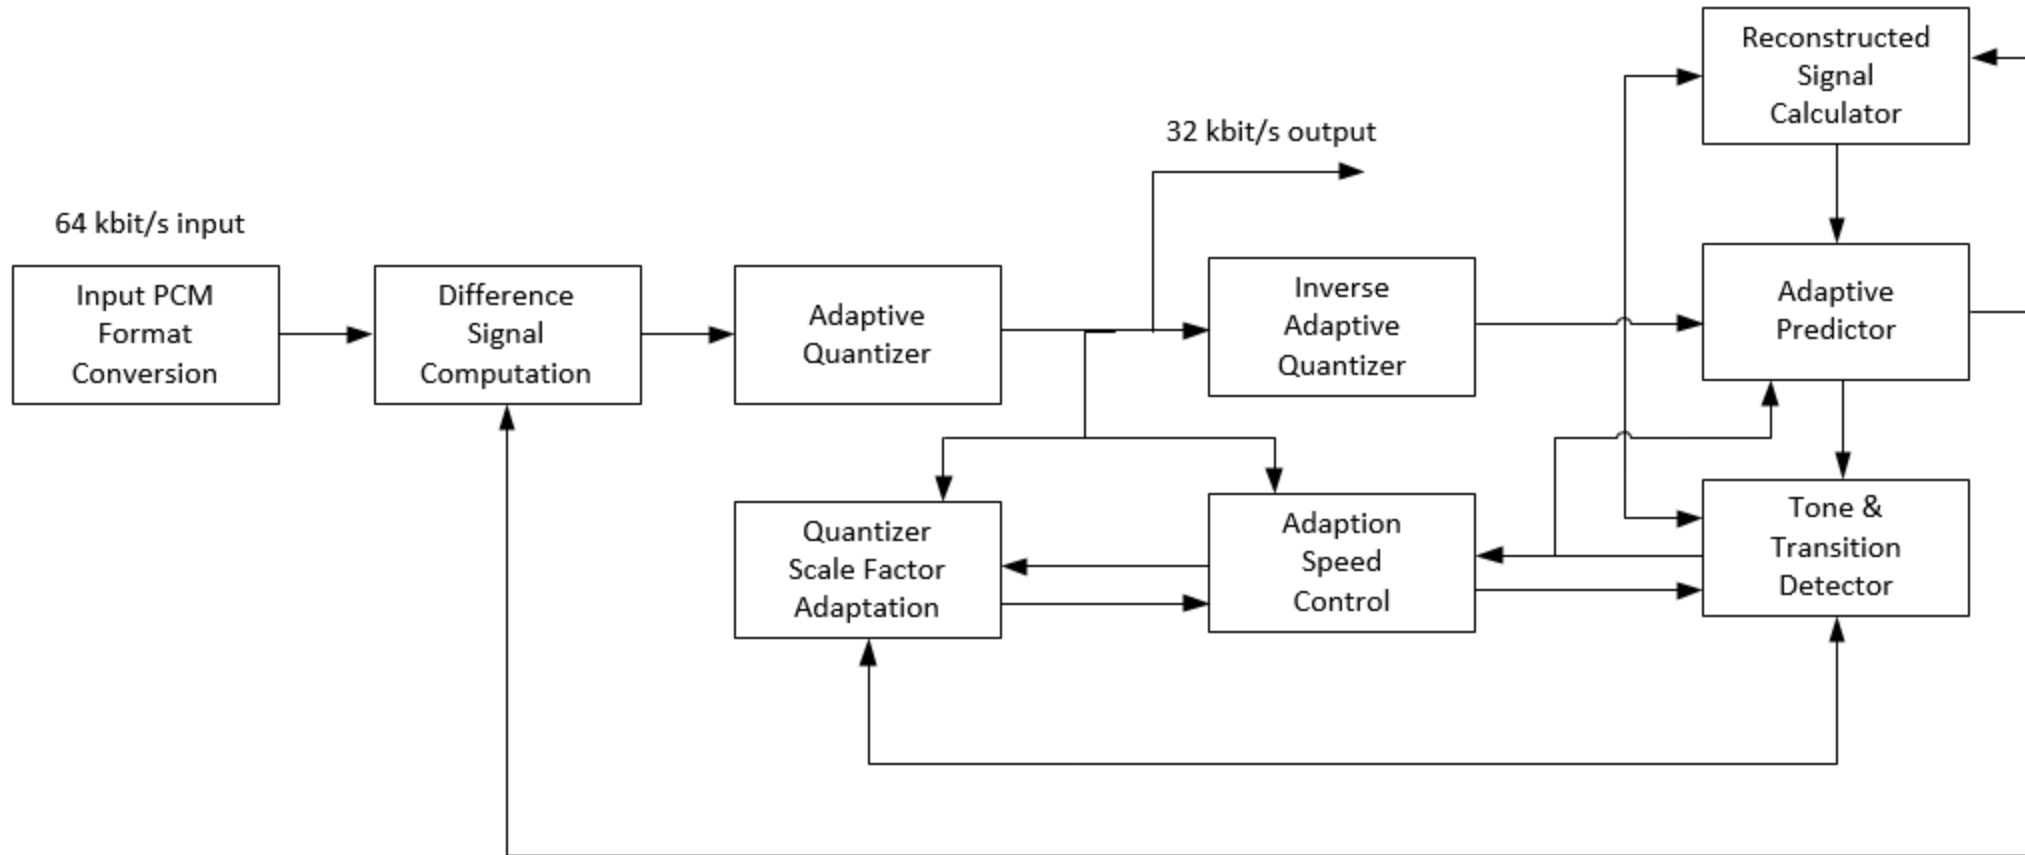 Reconstructed
Signal
Calculator
32 kbit/s output
64 kbit/s input
Input PCM
Format
Conversion
Difference
Signal
Computation
Adaptive
Quantizer
Inverse
Adaptive
Quantizer
Adaptive
Predictor
Quantizer
Scale Factor
Adaptation
Adaption
Speed
Control
Tone &
Transition
Detector